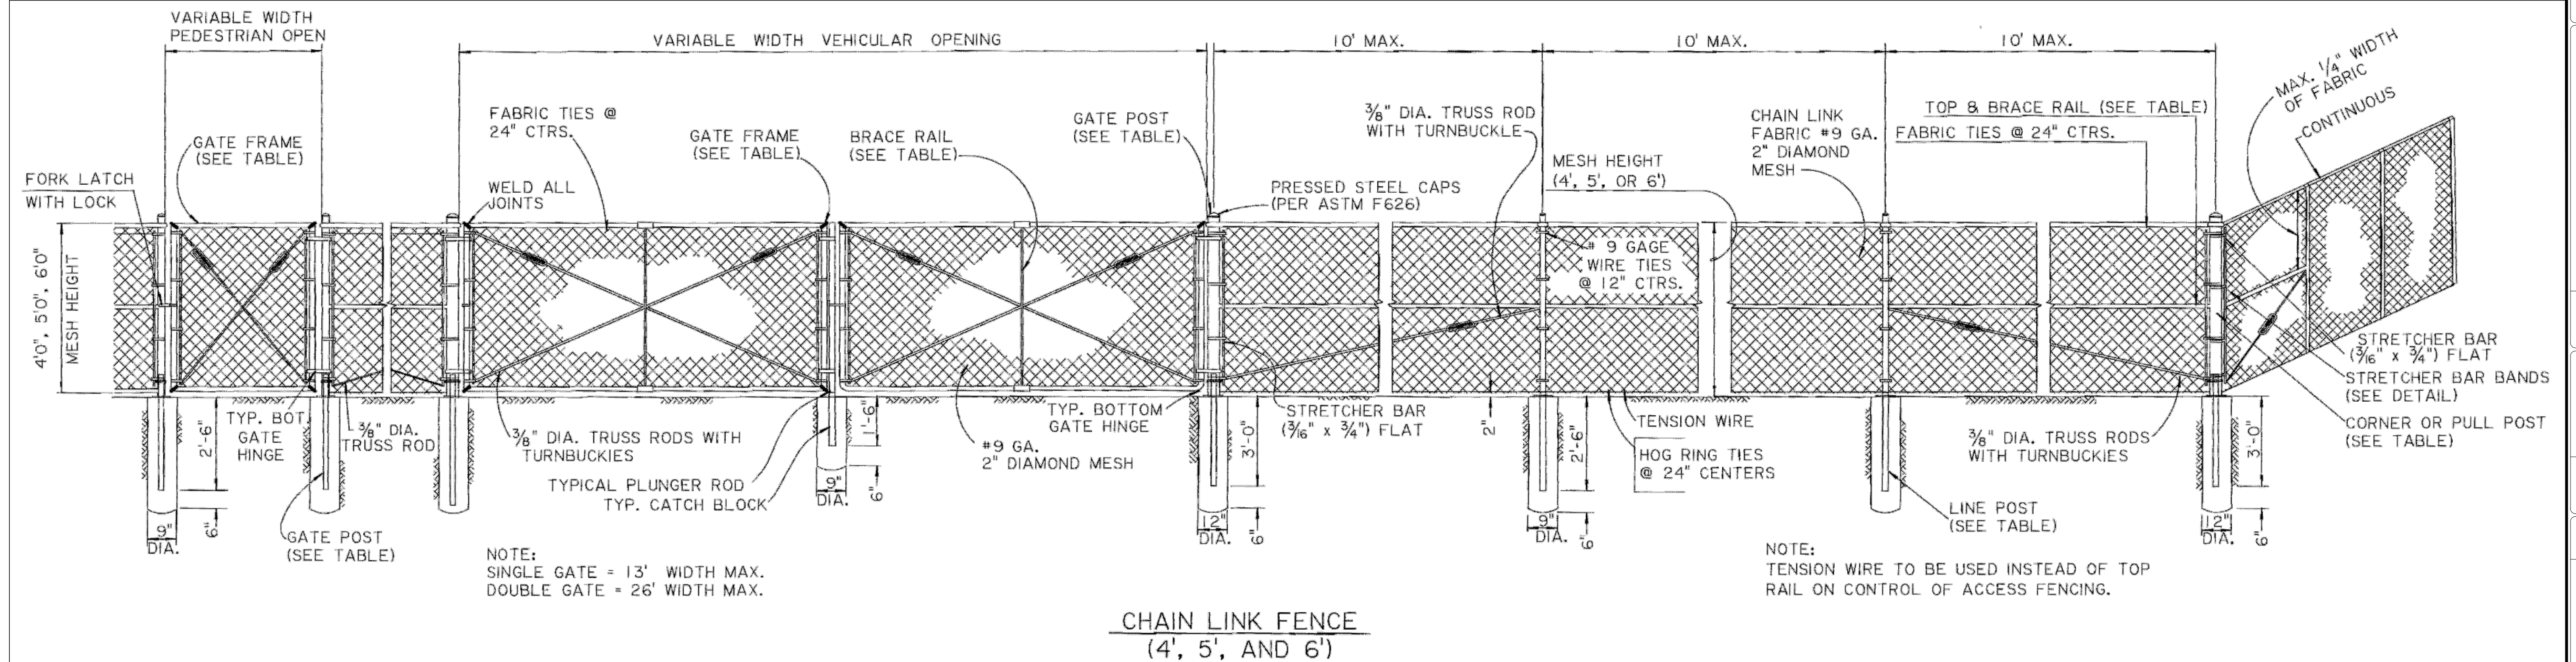 VARIABLE WIDTH
PEDESTRIAN OPEN
VARIABLE WIDTH VEHICULAR OPENING
10' MAX.
10' MAX.
10' MAX.
MAX. 1/4" WIDTH
OF FABRIC
CONTINUOUS
FORK LATCH
WITH LOCK
GATE FRAME
(SEE TABLE)
FABRIC TIES @
24" CTRS.
WELD ALL
JOINTS
GATE FRAME
(SEE TABLE)
BRACE RAIL
(SEE TABLE)
GATE POST
(SEE TABLE)
PRESSED STEEL CAPS
(PER ASTM F626)
3/8" DIA. TRUSS ROD
WITH TURNBUCKLE
MESH HEIGHT
(4', 5', OR 6')
CHAIN LINK
FABRIC #9 GA.
2" DIAMOND
MESH
TOP & BRACE RAIL (SEE TABLE)
FABRIC TIES @ 24" CTRS.
4'0", 5'0", 6'0"
MESH HEIGHT
# 9 GAGE
WIRE TIES
@ 12" CTRS.
2'-6"
6"
9"
DIA.
TYP. BOT.
GATE
HINGE
3/8" DIA.
TRUSS ROD
GATE POST
(SEE TABLE)
3/8" DIA. TRUSS RODS WITH
TURNBUCKIES
TYPICAL PLUNGER ROD
TYP. CATCH BLOCK
9"
DIA.
1'-6"
6"
#9 GA.
2" DIAMOND MESH
TYP. BOTTOM
GATE HINGE
STRETCHER BAR
(3/16" x 3/4") FLAT
3'-0"
12"
DIA.
6"
2"
2'-6"
9"
DIA.
6"
TENSION WIRE
HOG RING TIES
@ 24" CENTERS
3/8" DIA. TRUSS RODS
WITH TURNBUCKIES
LINE POST
(SEE TABLE)
3'-0"
12"
DIA.
6"
STRETCHER BAR
(3/16" x 3/4") FLAT
STRETCHER BAR BANDS
(SEE DETAIL)
CORNER OR PULL POST
(SEE TABLE)
NOTE:
SINGLE GATE = 13' WIDTH MAX.
DOUBLE GATE = 26' WIDTH MAX.
NOTE:
TENSION WIRE TO BE USED INSTEAD OF TOP
RAIL ON CONTROL OF ACCESS FENCING.
CHAIN LINK FENCE
(4', 5', AND 6')